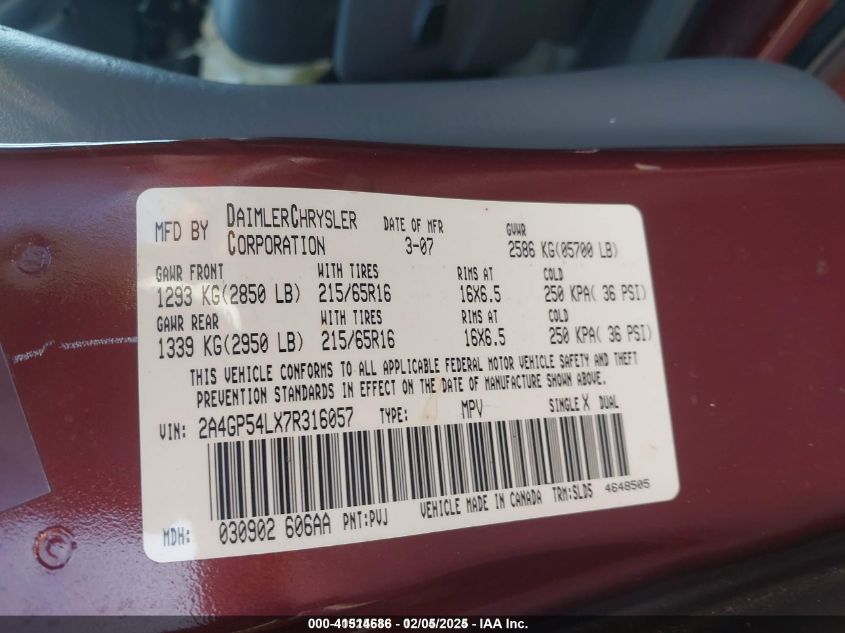 MFD BY DAIMLERCHRYSLER CORPORATION DATE OF MFR 3-07 GVWR 2586 KG(05700 LB)
GAWR FRONT WITH TIRES RIMS AT COLD
1293 KG(2850 LB) 215/65R16 16X6.5 250 KPA( 36 PSI)
GAWR REAR WITH TIRES RIMS AT COLD
1339 KG(2950 LB) 215/65R16 16X6.5 250 KPA( 36 PSI)
THIS VEHICLE CONFORMS TO ALL APPLICABLE FEDERAL MOTOR VEHICLE SAFETY AND THEFT
PREVENTION STANDARDS IN EFFECT ON THE DATE OF MANUFACTURE SHOWN ABOVE.
VIN: 2A4GP54LX7R316057 TYPE: MPV SINGLE X DUAL
MDH: 030902 606AA PNT:PVJ VEHICLE MADE IN CANADA TRM:SLD5 4648505
000-41514686 - 02/05/2025 - IAA Inc.